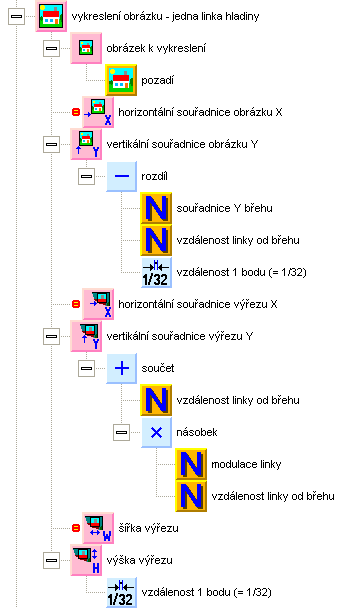 vykreslení obrázku - jedna linka hladiny
obrázek k vykreslení
pozadí
X horizontální souřadnice obrázku X
Y vertikální souřadnice obrázku Y
rozdíl
N souřadnice Y břehu
N vzdálenost linky od břehu
H 1/32 vzdálenost 1 bodu (= 1/32)
X horizontální souřadnice výřezu X
Y vertikální souřadnice výřezu Y
+ součet
N vzdálenost linky od břehu
× násobek
N modulace linky
N vzdálenost linky od břehu
W šířka výřezu
H výška výřezu
H 1/32 vzdálenost 1 bodu (= 1/32)